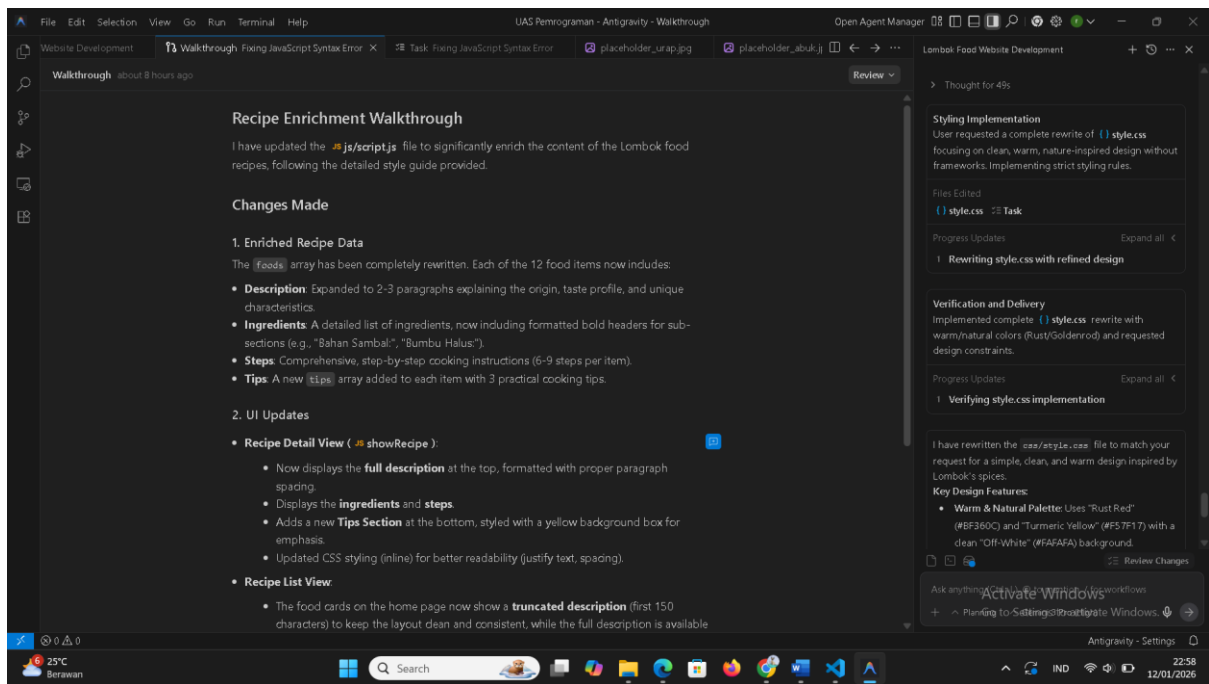 File Edit Selection View Go Run Terminal Help
UAS Pemrograman - Antigravity - Walkthrough
Open Agent Manager
Website Development
Walkthrough Fixing JavaScript Syntax Error
Task Fixing JavaScript Syntax Error
placeholder_urap.jpg
placeholder_abuk.j
Walkthrough about 8 hours ago
Review
Recipe Enrichment Walkthrough
I have updated the JS js/script.js file to significantly enrich the content of the Lombok food
recipes, following the detailed style guide provided.
Changes Made
1. Enriched Recipe Data
The foods array has been completely rewritten. Each of the 12 food items now includes:
• Description: Expanded to 2-3 paragraphs explaining the origin, taste profile, and unique
characteristics.
• Ingredients: A detailed list of ingredients, now including formatted bold headers for sub-
sections (e.g., "Bahan Sambal:", "Bumbu Halus:").
• Steps: Comprehensive, step-by-step cooking instructions (6-9 steps per item).
• Tips: A new tips array added to each item with 3 practical cooking tips.
2. UI Updates
• Recipe Detail View ( JS showRecipe ):
• Now displays the full description at the top, formatted with proper paragraph
spacing.
• Displays the ingredients and steps.
• Adds a new Tips Section at the bottom, styled with a yellow background box for
emphasis.
• Updated CSS styling (inline) for better readability (justify text, spacing).
• Recipe List View:
• The food cards on the home page now show a truncated description (first 150
characters) to keep the layout clean and consistent, while the full description is available
Lombok Food Website Development
Thought for 49s
Styling Implementation
User requested a complete rewrite of {} style.css
focusing on clean, warm, nature-inspired design without
frameworks. Implementing strict styling rules.
Files Edited
{} style.css Task
Progress Updates Expand all
1 Rewriting style.css with refined design
Verification and Delivery
Implemented complete {} style.css rewrite with
warm/natural colors (Rust/Goldenrod) and requested
design constraints.
Progress Updates Expand all
1 Verifying style.css implementation
I have rewritten the css/style.css file to match your
request for a simple, clean, and warm design inspired by
Lombok's spices.
Key Design Features:
• Warm & Natural Palette: Uses "Rust Red"
(#BF360C) and "Turmeric Yellow" (#F57F17) with a
clean "Off-White" (#FAFAFA) background.
Review Changes
Ask anything workflows
Activate Windows
Planning
Go to Settings to activate Windows.
0 0
Antigravity - Settings
6
25°C
Berawan
Search
IND
22:58
12/01/2026